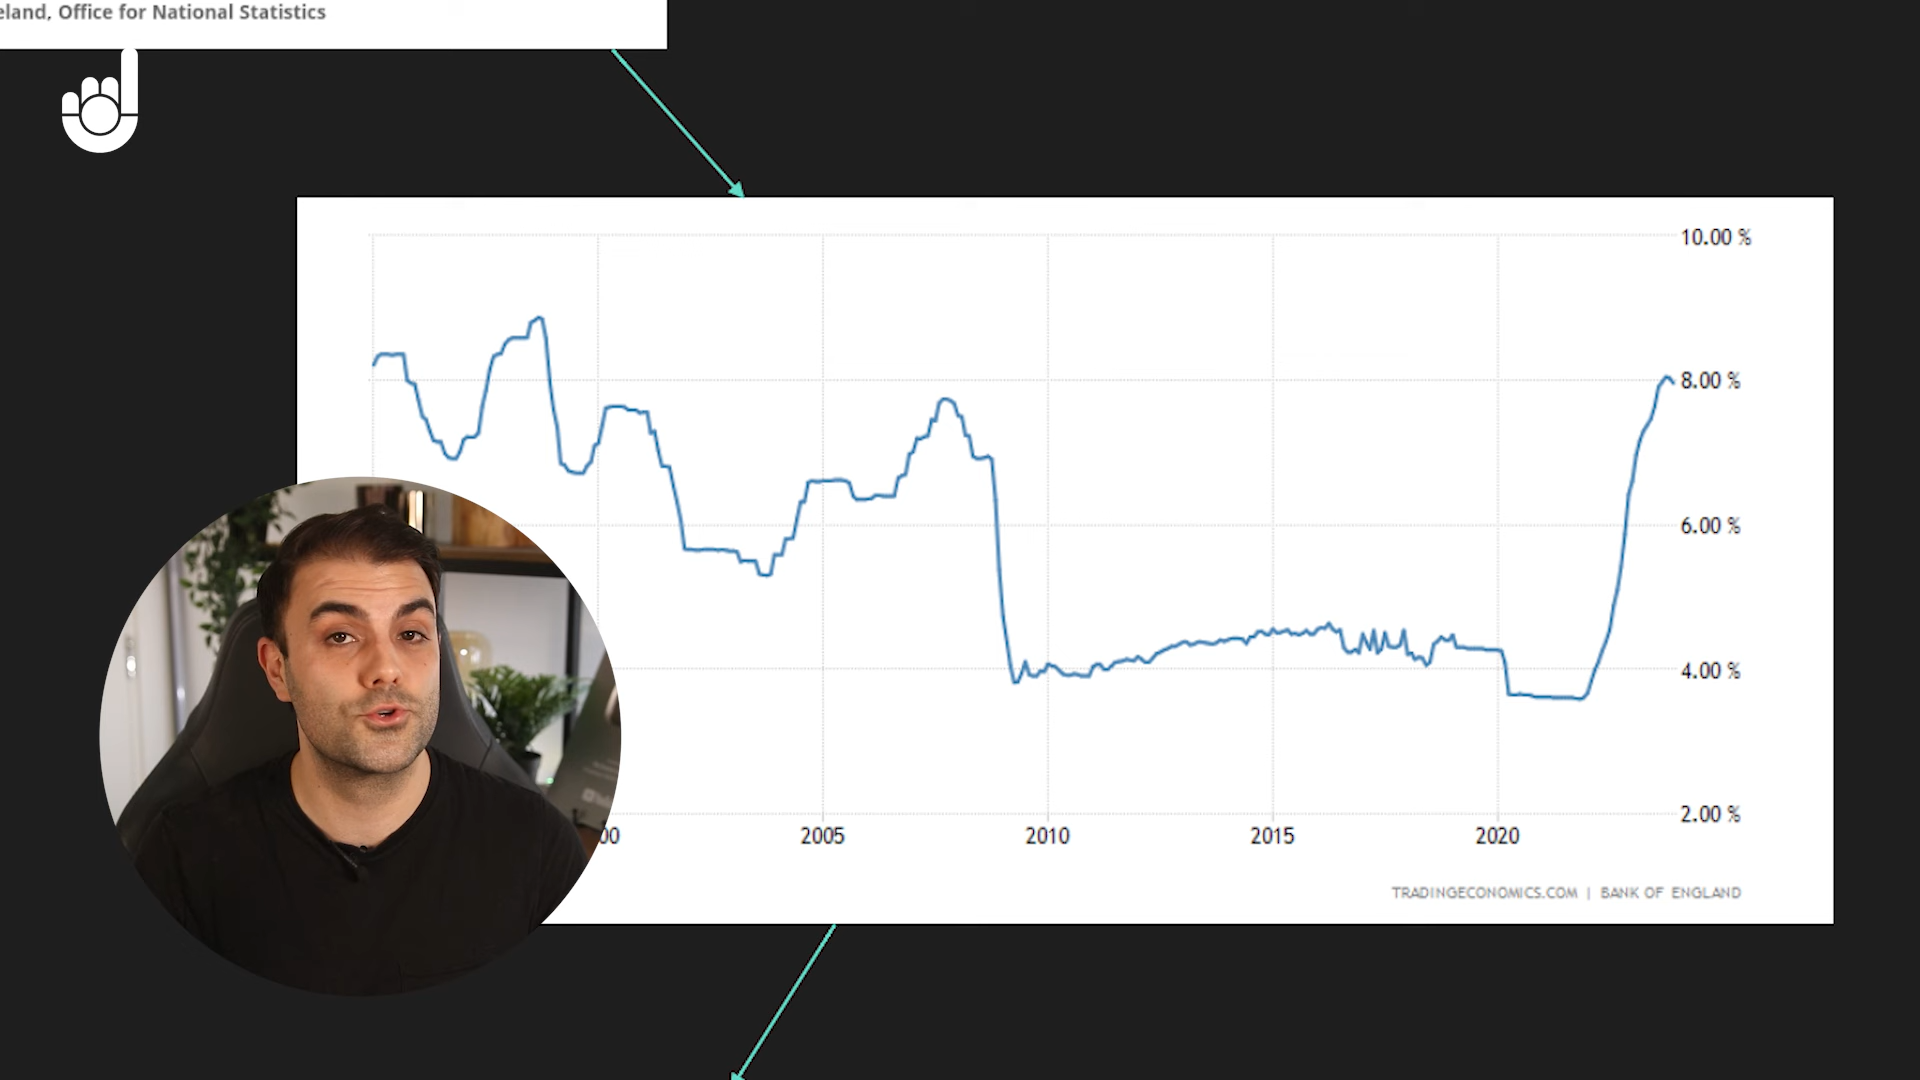 eland, Office for National Statistics
10.00 %
8.00 %
6.00 %
4.00 %
2.00 %
00 2005 2010 2015 2020
TRADINGECONOMICS.COM | BANK OF ENGLAND